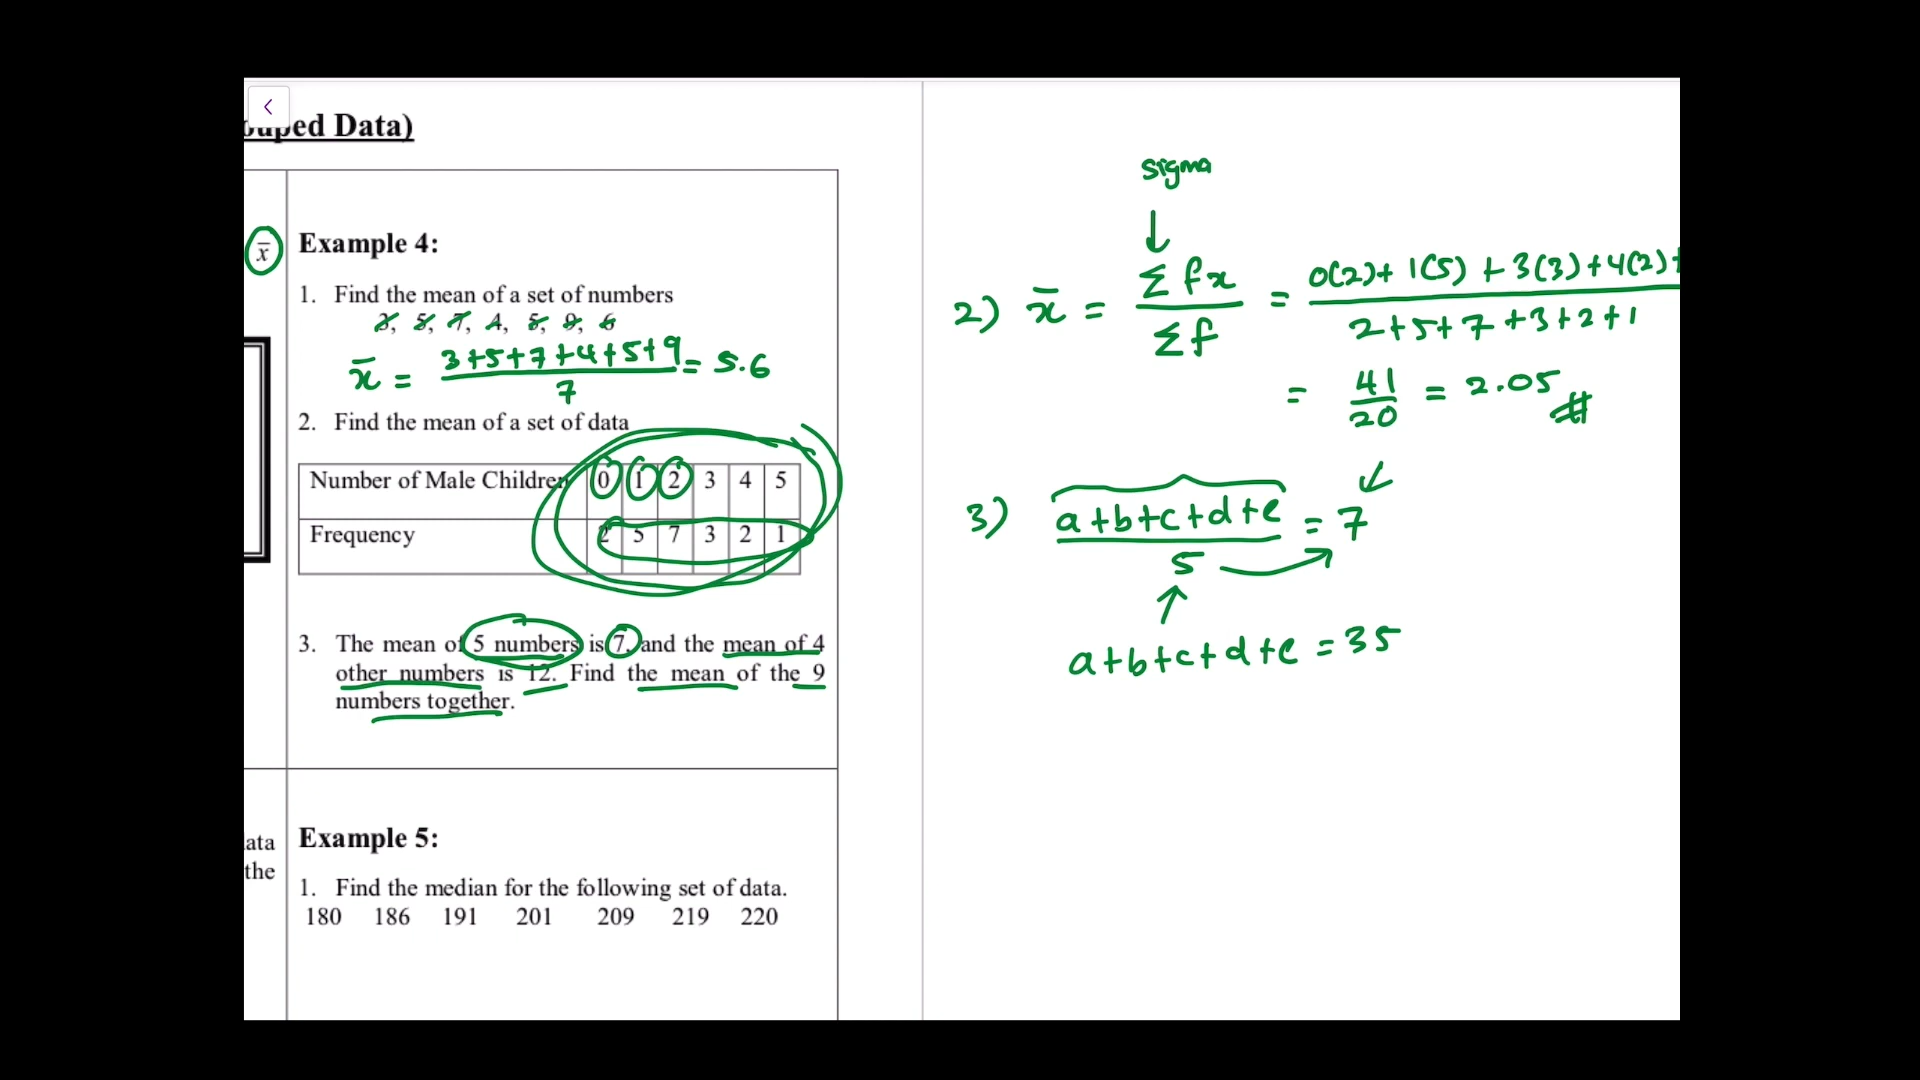 ouped Data)
x̄
Example 4:
1. Find the mean of a set of numbers
3, 5, 7, 4, 5, 9, 6
x̄ = 3+5+7+4+5+9 / 7 = 5.6
2. Find the mean of a set of data
Number of Male Children 0 1 2 3 4 5
Frequency 2 5 7 3 2 1
3. The mean of 5 numbers is 7, and the mean of 4
other numbers is 12. Find the mean of the 9
numbers together.
ata
the
Example 5:
1. Find the median for the following set of data.
180 186 191 201 209 219 220
sigma
2) x̄ = Σfx / Σf = 0(2)+ 1(5) + 3(3)+4(2)+ / 2+5+7+3+2+1
= 41/20 = 2.05 #
3) a+b+c+d+e / 5 = 7
a+b+c+d+e = 35